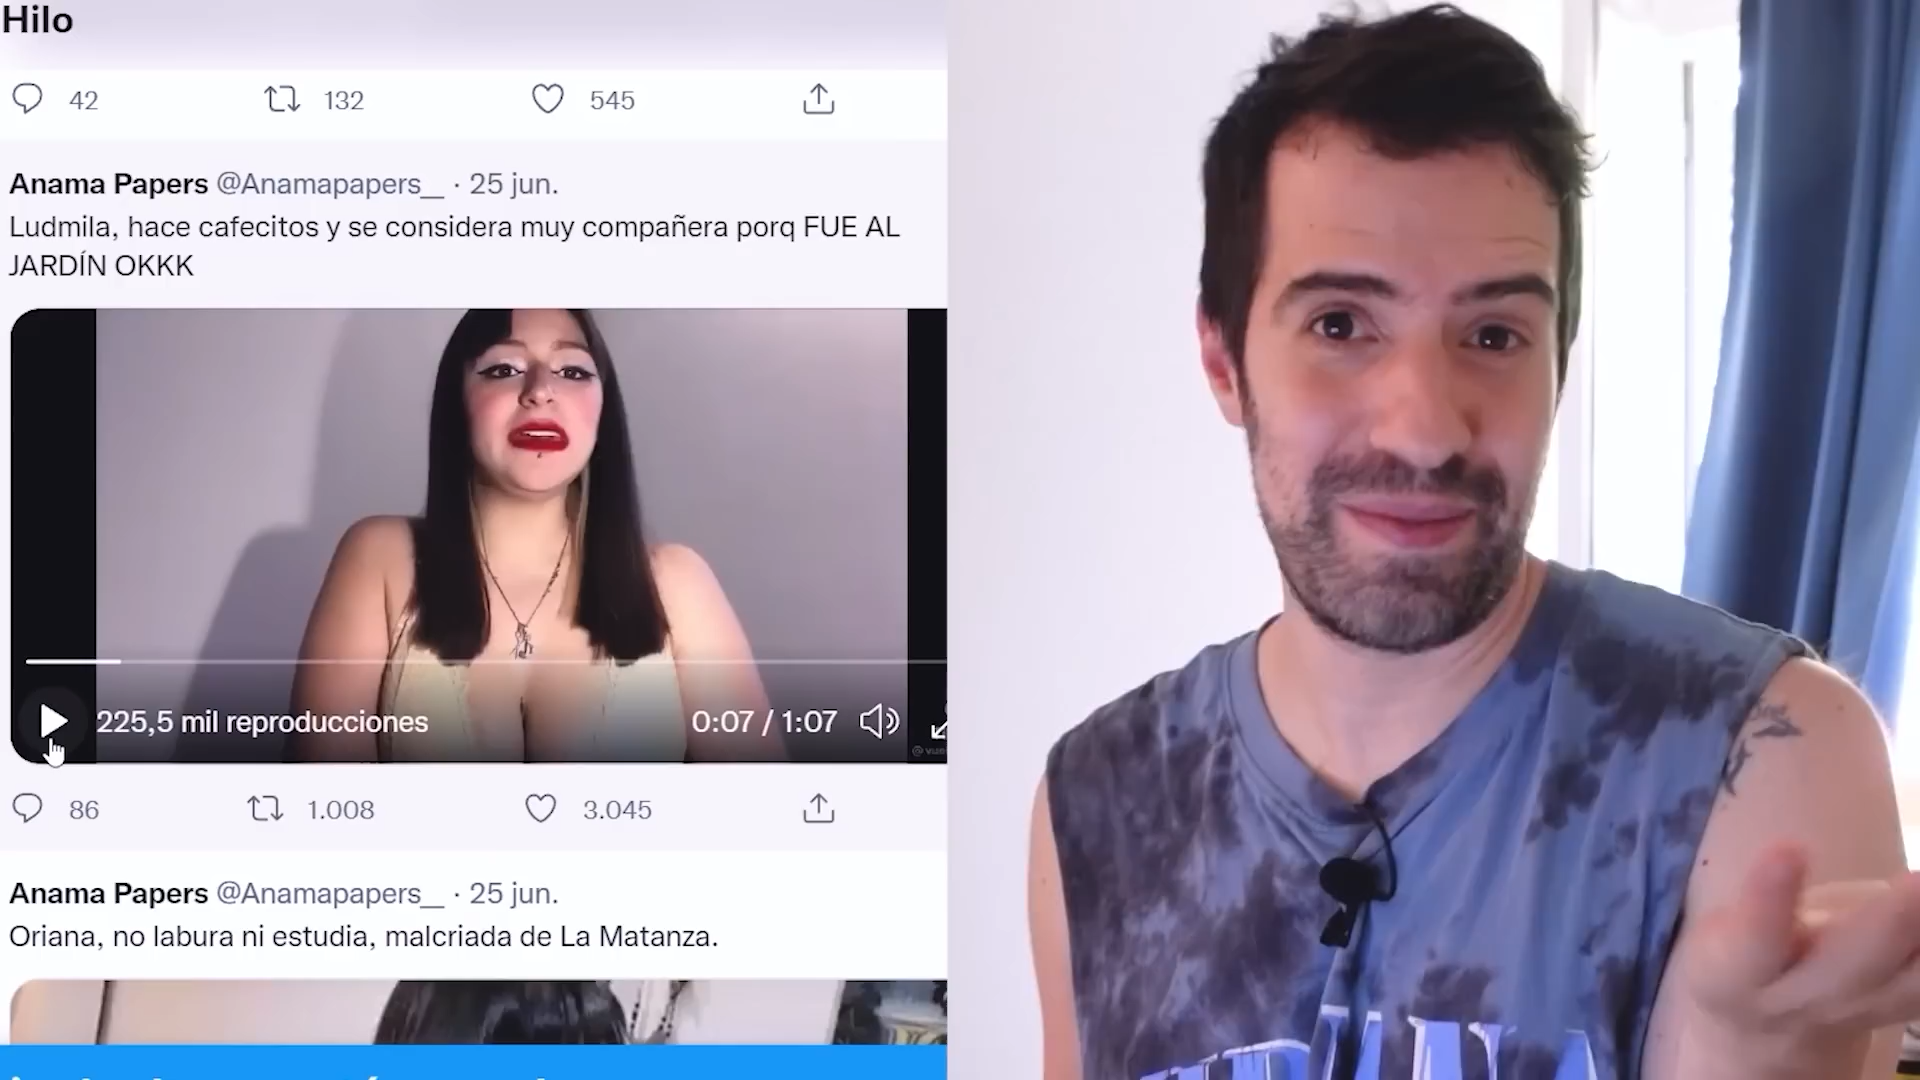 Hilo
42 132 545
Anama Papers @Anamapapers__ · 25 jun.
Ludmila, hace cafecitos y se considera muy compañera porq FUE AL
JARDÍN OKKK
225,5 mil reproducciones 0:07 / 1:07
86 1.008 3.045
Anama Papers @Anamapapers__ · 25 jun.
Oriana, no labura ni estudia, malcriada de La Matanza.